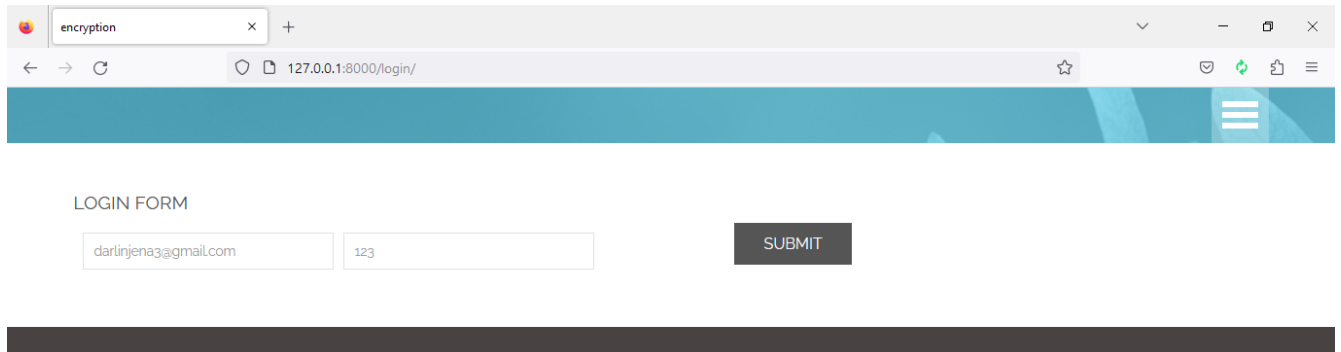 encryption
127.0.0.1:8000/login/
LOGIN FORM
darlinjena3@gmail.com 123 SUBMIT